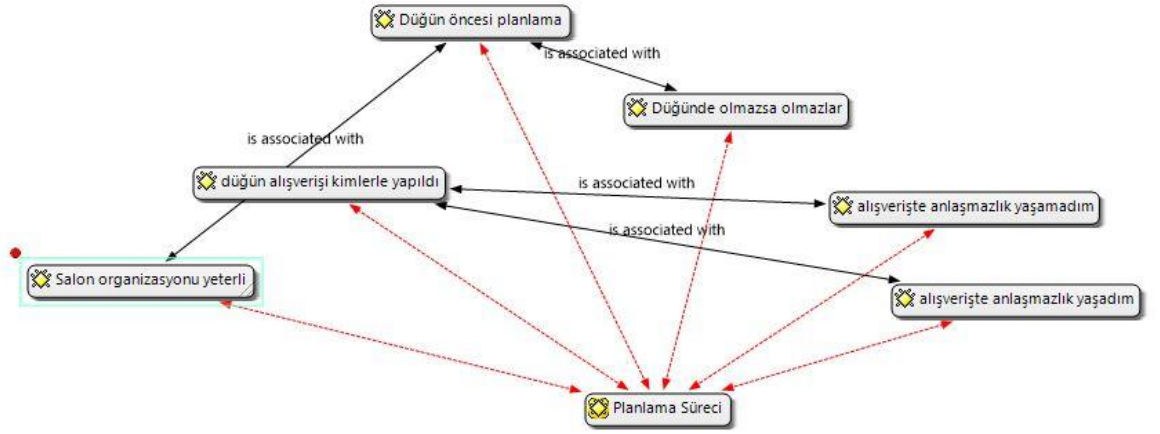 Düğün öncesi planlama
is associated with
Düğünde olmazsa olmazlar
is associated with
düğün alışverişi kimlerle yapıldı
is associated with
alışverişte anlaşmazlık yaşamadım
is associated with
Salon organizasyonu yeterli
alışverişte anlaşmazlık yaşadım
Planlama Süreci